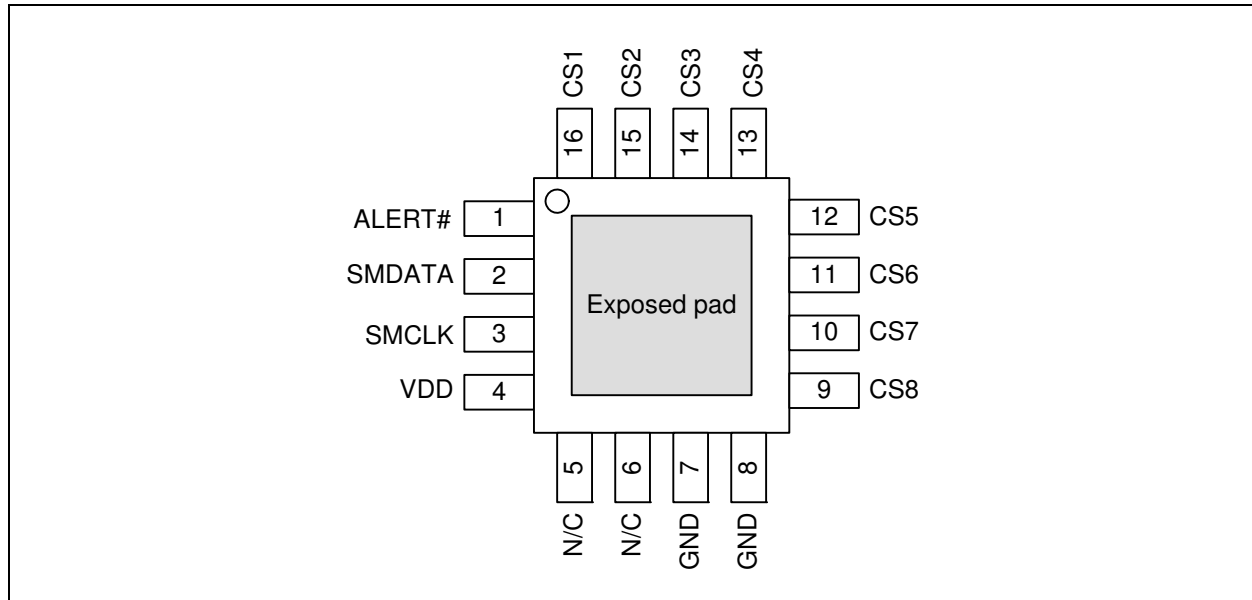 CS1 CS2 CS3 CS4
16 15 14 13
ALERT# 1 12 CS5
SMDATA 2 11 CS6
Exposed pad
SMCLK 3 10 CS7
VDD 4 9 CS8
5 6 7 8
N/C N/C GND GND